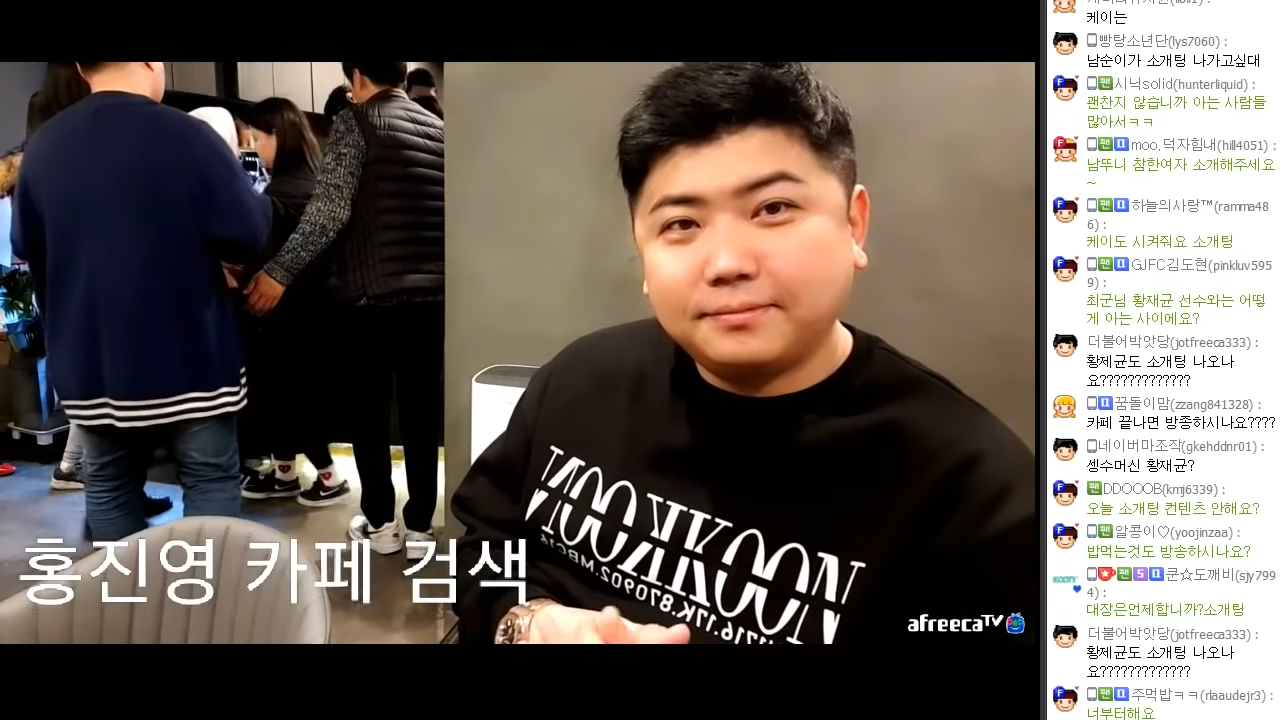 홍진영 카페 검색
afreecaTV
NOOKKOON
케이는
빵탕소년단(lys7060) :
남순이가 소개팅 나가고싶대
팬 시닉solid(hunterliquid) :
괜찬지 않습니까 아는 사람들
많아서ㅋㅋ
팬 moo,덕자힘내(hill4051) :
남뚜니 참한여자 소개해주세요
~
팬 하늘의사랑™(ramma48
6) :
케이도 시켜줘요 소개팅
팬 GJFC김도현(pinkluv595
9) :
최군님 황재균 선수와는 어떻
게 아는 사이에요?
더불어박앗당(jotfreeca333) :
황제균도 소개팅 나오나
요?????????????
꿈돌이맘(zzang841328) :
카페 끝나면 방종하시나요????
네이버마조작(gkehddnr01) :
센수머신 황재균?
팬 DDOOOB(kmj6339) :
오늘 소개팅 컨텐츠 안해요?
팬 알콩이♡(yoojinzaa) :
밥먹는것도 방송하시나요?
팬 S 쿤☆도깨비(sjy799
4) :
대장은언제합니까?소개팅
더불어박앗당(jotfreeca333) :
황제균도 소개팅 나오나
요?????????????
팬 주먹밥ㅋㅋ(rlaaudejr3) :
너부터해요